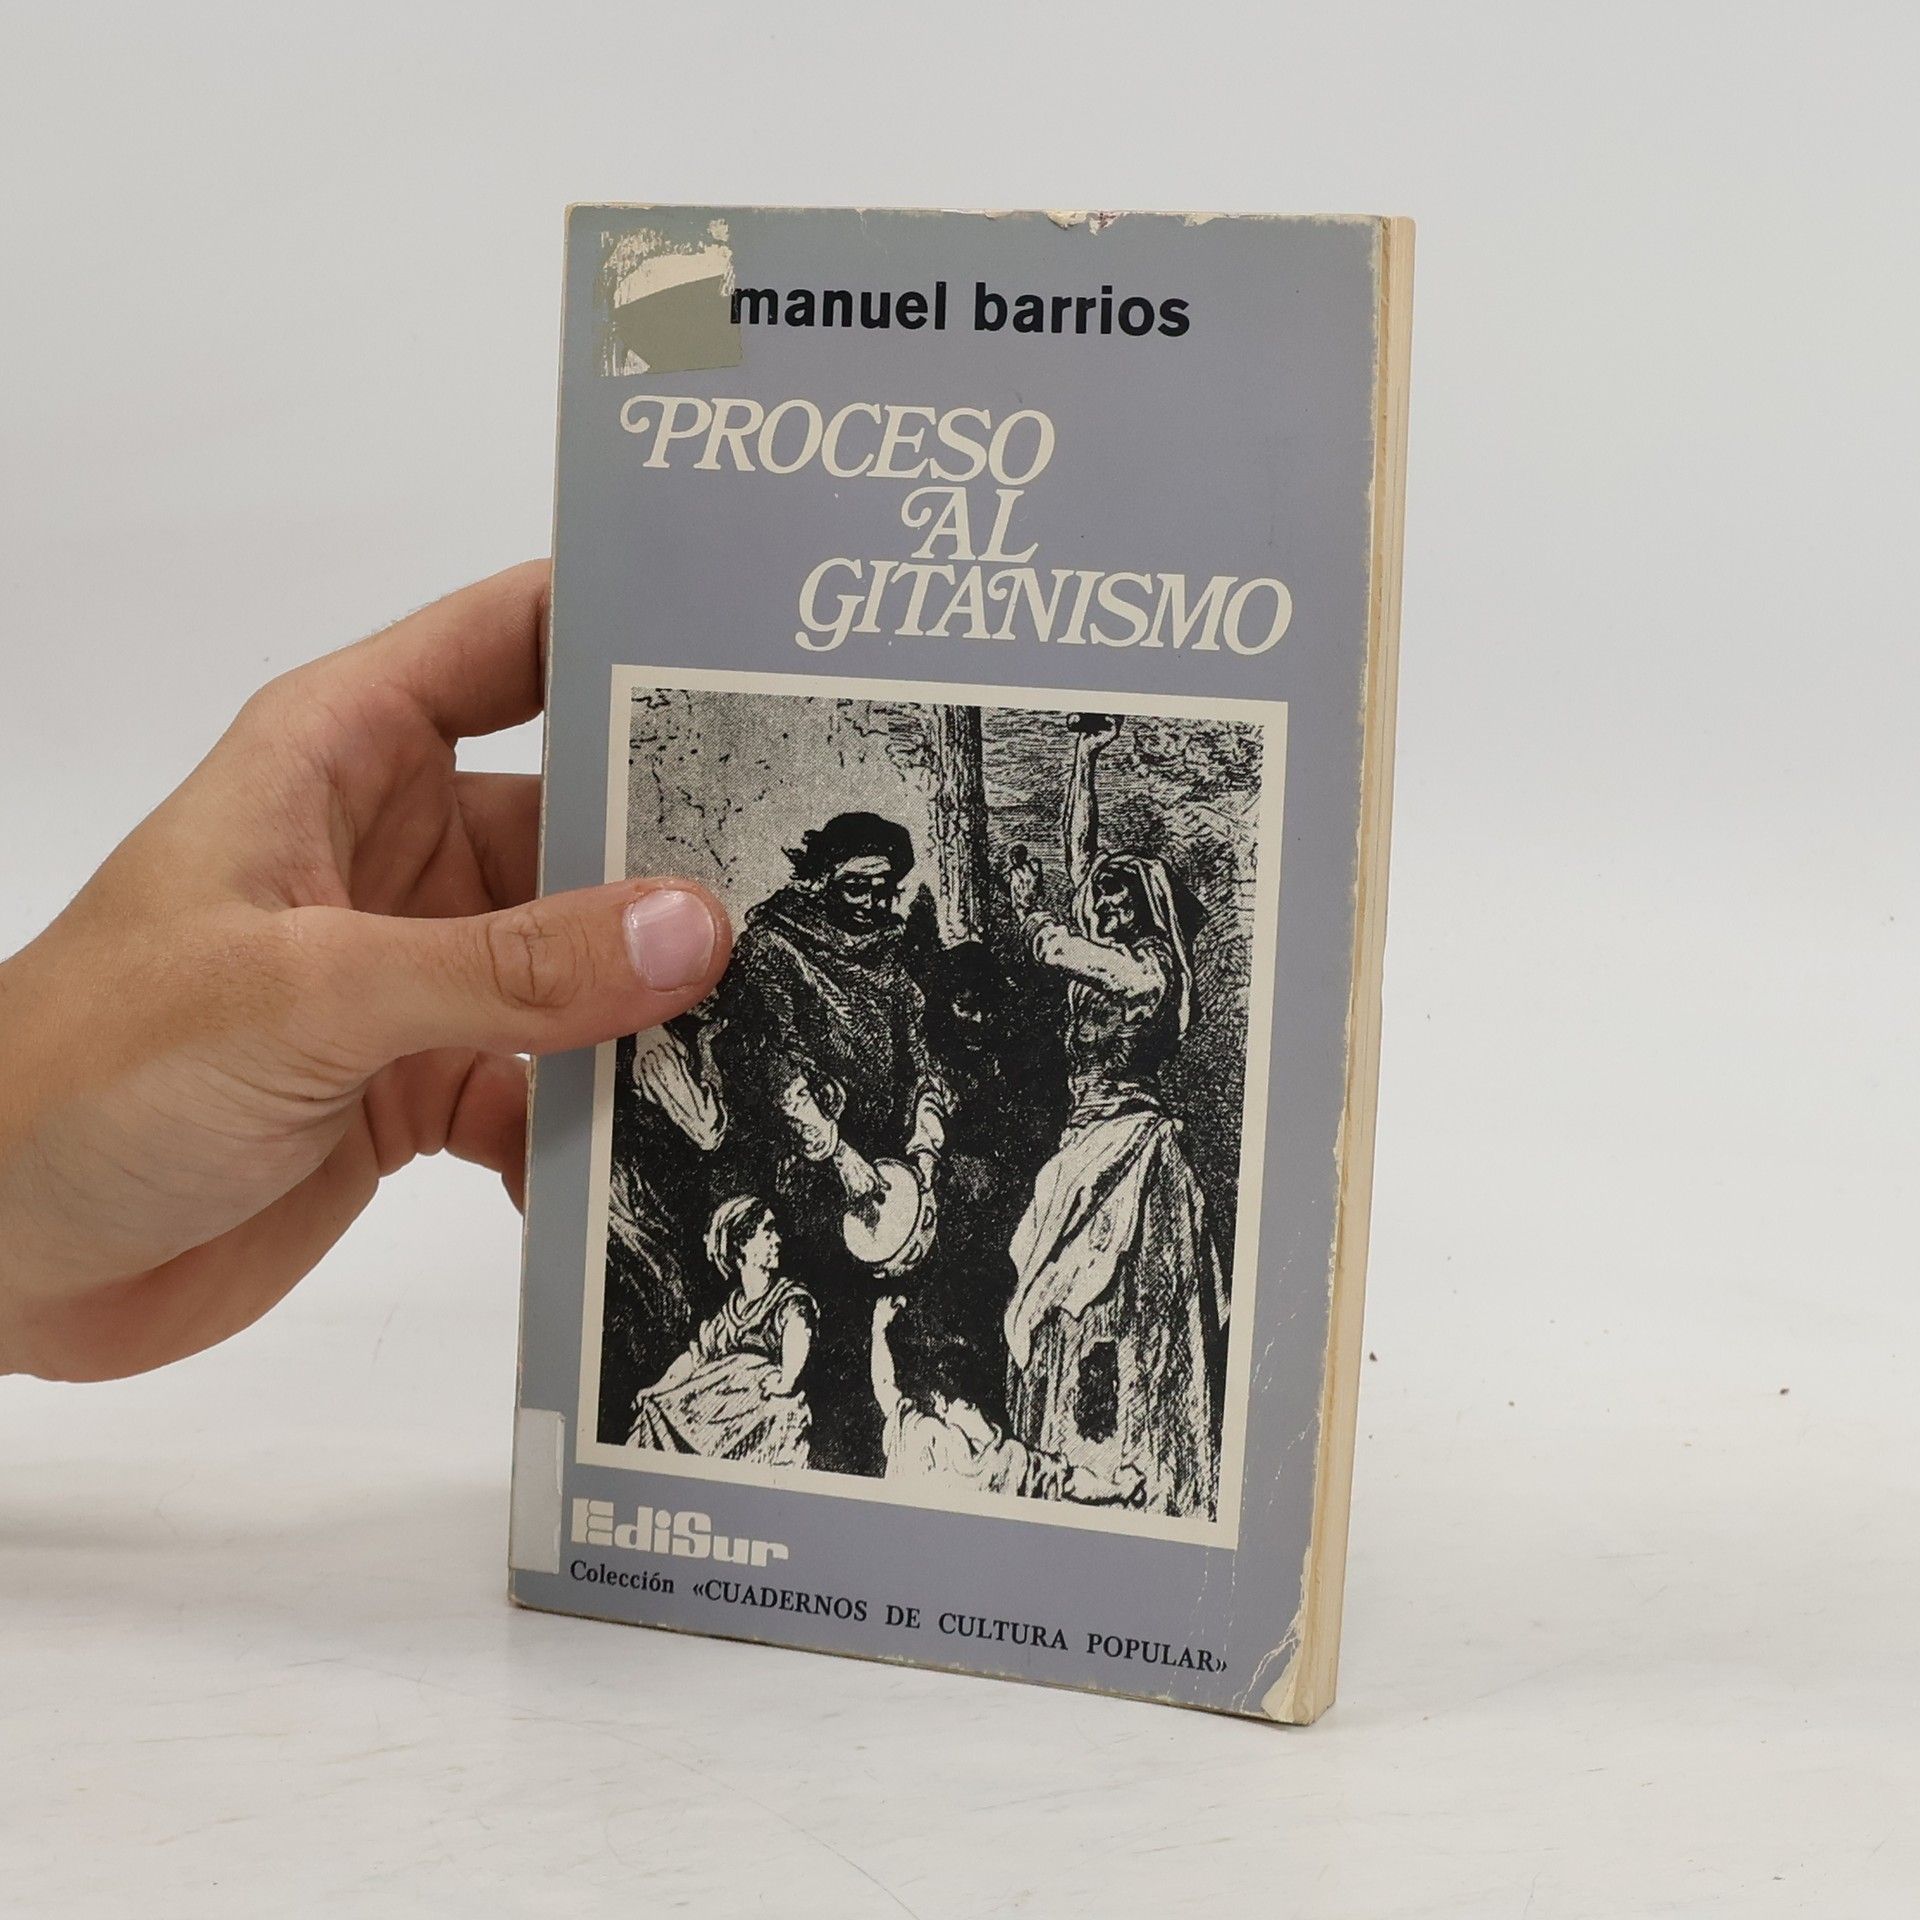 manuel barrios
PROCESO
AL
GITANISMO
EdiSur
Colección «CUADERNOS DE CULTURA POPULAR»